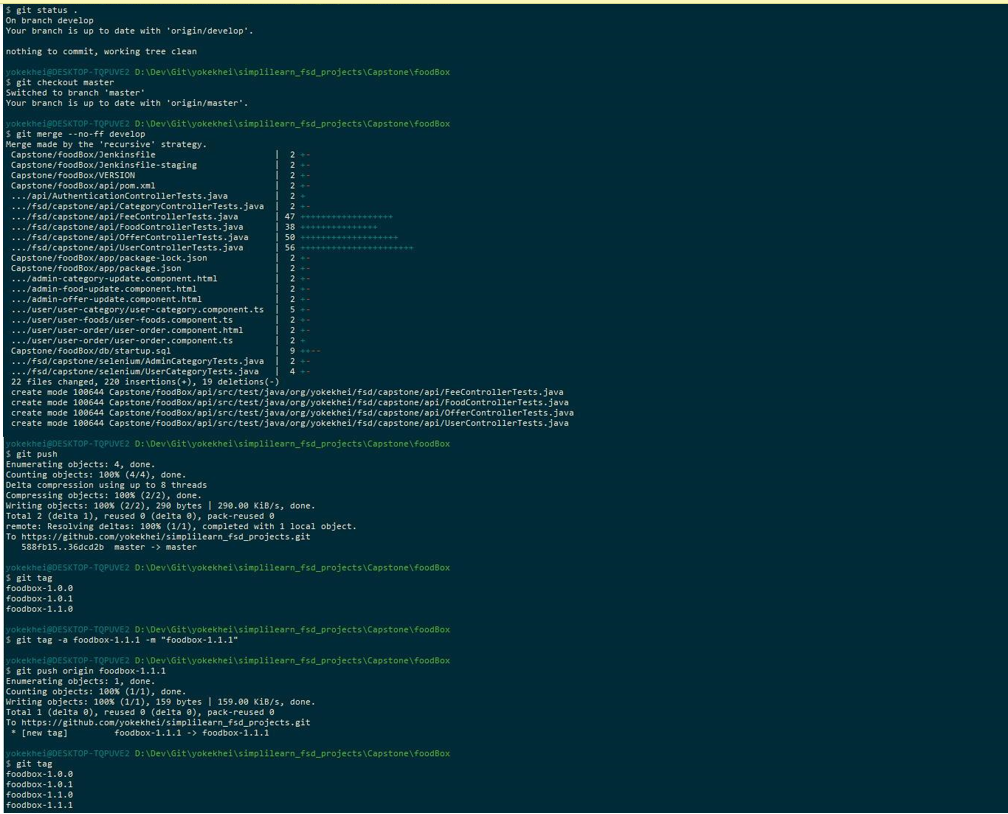 $ git status .
On branch develop
Your branch is up to date with 'origin/develop'.
nothing to commit, working tree clean
yokekhei@DESKTOP-TQPUVE2 D:\Dev\Git\yokekhei\simplilearn_fsd_projects\Capstone\foodBox
$ git checkout master
Switched to branch 'master'
Your branch is up to date with 'origin/master'.
yokekhei@DESKTOP-TQPUVE2 D:\Dev\Git\yokekhei\simplilearn_fsd_projects\Capstone\foodBox
$ git merge --no-ff develop
Merge made by the 'recursive' strategy.
Capstone/foodBox/Jenkinsfile | 2 +-
Capstone/foodBox/Jenkinsfile-staging | 2 +-
Capstone/foodBox/VERSION | 2 +-
Capstone/foodBox/api/pom.xml | 2 +-
.../api/AuthenticationControllerTests.java | 2 +
.../fsd/capstone/api/CategoryControllerTests.java | 2 +-
.../fsd/capstone/api/FeeControllerTests.java | 47 ++++++++++++++++++
.../fsd/capstone/api/FoodControllerTests.java | 38 +++++++++++++++
.../fsd/capstone/api/OfferControllerTests.java | 50 +++++++++++++++++++
.../fsd/capstone/api/UserControllerTests.java | 56 ++++++++++++++++++++++
Capstone/foodBox/app/package-lock.json | 2 +-
Capstone/foodBox/app/package.json | 2 +-
.../admin-category-update.component.html | 2 +-
.../admin-food-update.component.html | 2 +-
.../admin-offer-update.component.html | 2 +-
.../user/user-category/user-category.component.ts | 5 +-
.../user/user-foods/user-foods.component.ts | 2 +-
.../user/user-order/user-order.component.html | 2 +-
.../user/user-order/user-order.component.ts | 2 +
Capstone/foodBox/db/startup.sql | 9 ++--
.../fsd/capstone/selenium/AdminCategoryTests.java | 2 +-
.../fsd/capstone/selenium/UserCategoryTests.java | 4 +-
22 files changed, 220 insertions(+), 19 deletions(-)
create mode 100644 Capstone/foodBox/api/src/test/java/org/yokekhei/fsd/capstone/api/FeeControllerTests.java
create mode 100644 Capstone/foodBox/api/src/test/java/org/yokekhei/fsd/capstone/api/FoodControllerTests.java
create mode 100644 Capstone/foodBox/api/src/test/java/org/yokekhei/fsd/capstone/api/OfferControllerTests.java
create mode 100644 Capstone/foodBox/api/src/test/java/org/yokekhei/fsd/capstone/api/UserControllerTests.java
yokekhei@DESKTOP-TQPUVE2 D:\Dev\Git\yokekhei\simplilearn_fsd_projects\Capstone\foodBox
$ git push
Enumerating objects: 4, done.
Counting objects: 100% (4/4), done.
Delta compression using up to 8 threads
Compressing objects: 100% (2/2), done.
Writing objects: 100% (2/2), 290 bytes | 290.00 KiB/s, done.
Total 2 (delta 1), reused 0 (delta 0), pack-reused 0
remote: Resolving deltas: 100% (1/1), completed with 1 local object.
To https://github.com/yokekhei/simplilearn_fsd_projects.git
588fb15..36dcd2b master -> master
yokekhei@DESKTOP-TQPUVE2 D:\Dev\Git\yokekhei\simplilearn_fsd_projects\Capstone\foodBox
$ git tag
foodbox-1.0.0
foodbox-1.0.1
foodbox-1.1.0
yokekhei@DESKTOP-TQPUVE2 D:\Dev\Git\yokekhei\simplilearn_fsd_projects\Capstone\foodBox
$ git tag -a foodbox-1.1.1 -m "foodbox-1.1.1"
yokekhei@DESKTOP-TQPUVE2 D:\Dev\Git\yokekhei\simplilearn_fsd_projects\Capstone\foodBox
$ git push origin foodbox-1.1.1
Enumerating objects: 1, done.
Counting objects: 100% (1/1), done.
Writing objects: 100% (1/1), 159 bytes | 159.00 KiB/s, done.
Total 1 (delta 0), reused 0 (delta 0), pack-reused 0
To https://github.com/yokekhei/simplilearn_fsd_projects.git
* [new tag] foodbox-1.1.1 -> foodbox-1.1.1
yokekhei@DESKTOP-TQPUVE2 D:\Dev\Git\yokekhei\simplilearn_fsd_projects\Capstone\foodBox
$ git tag
foodbox-1.0.0
foodbox-1.0.1
foodbox-1.1.0
foodbox-1.1.1